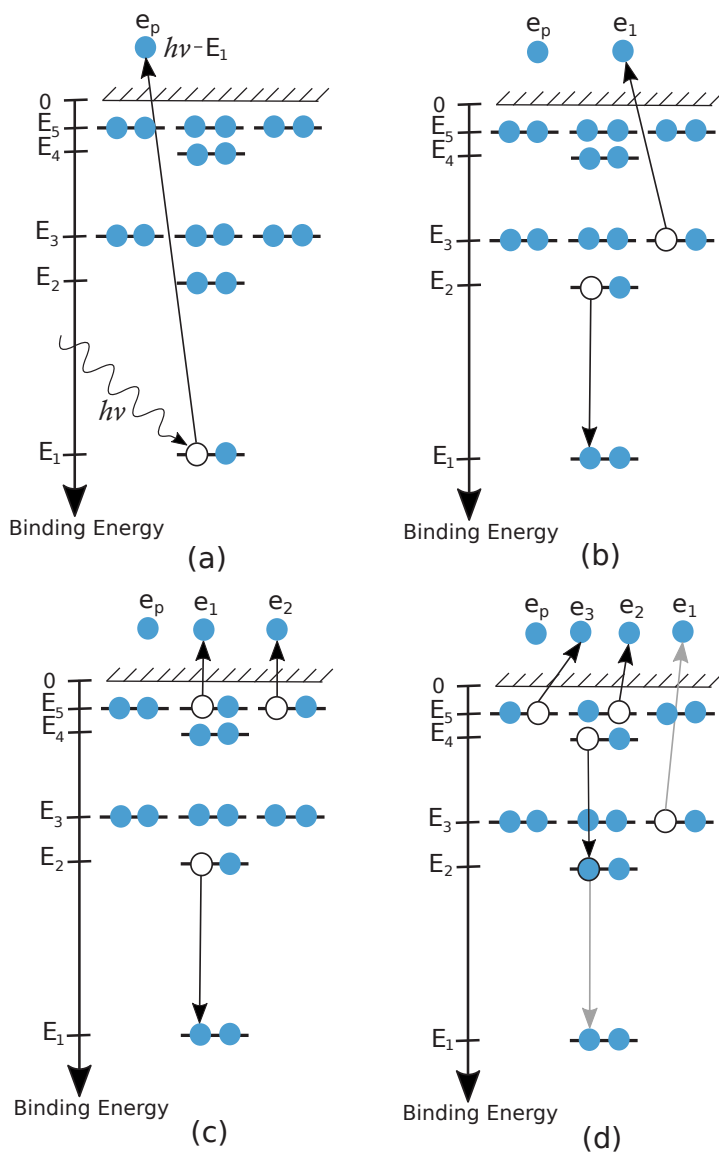 eₚ
hν-E₁
0
E₅
E₄
E₃
E₂
hν
E₁
Binding Energy
(a)
eₚ e₁
0
E₅
E₄
E₃
E₂
E₁
Binding Energy
(b)
eₚ e₁ e₂
0
E₅
E₄
E₃
E₂
E₁
Binding Energy
(c)
eₚ e₃ e₂ e₁
0
E₅
E₄
E₃
E₂
E₁
Binding Energy
(d)